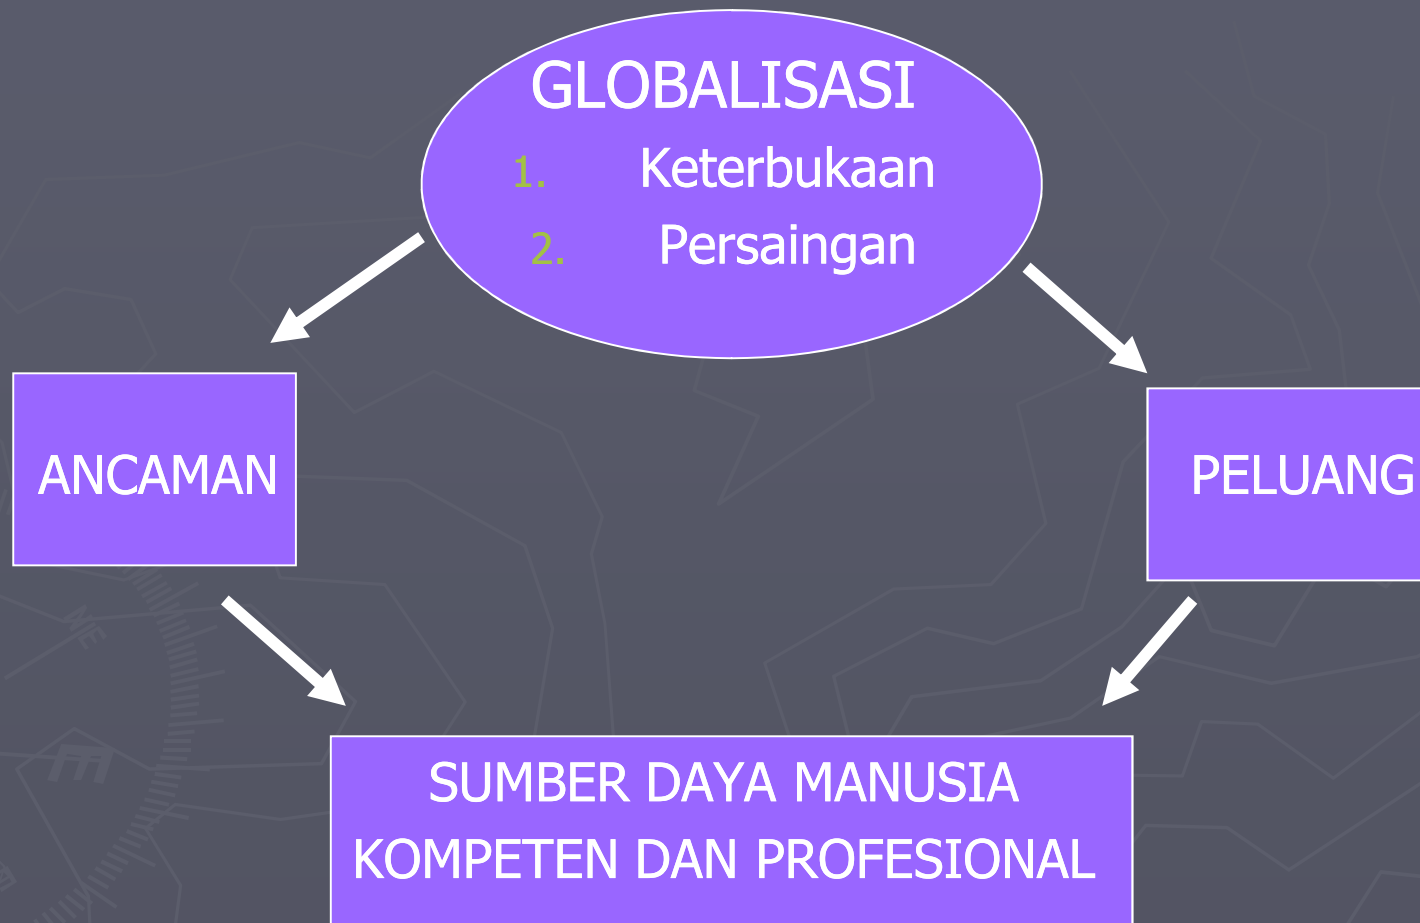 GLOBALISASI
1. Keterbukaan
2. Persaingan
ANCAMAN
PELUANG
SUMBER DAYA MANUSIA
KOMPETEN DAN PROFESIONAL